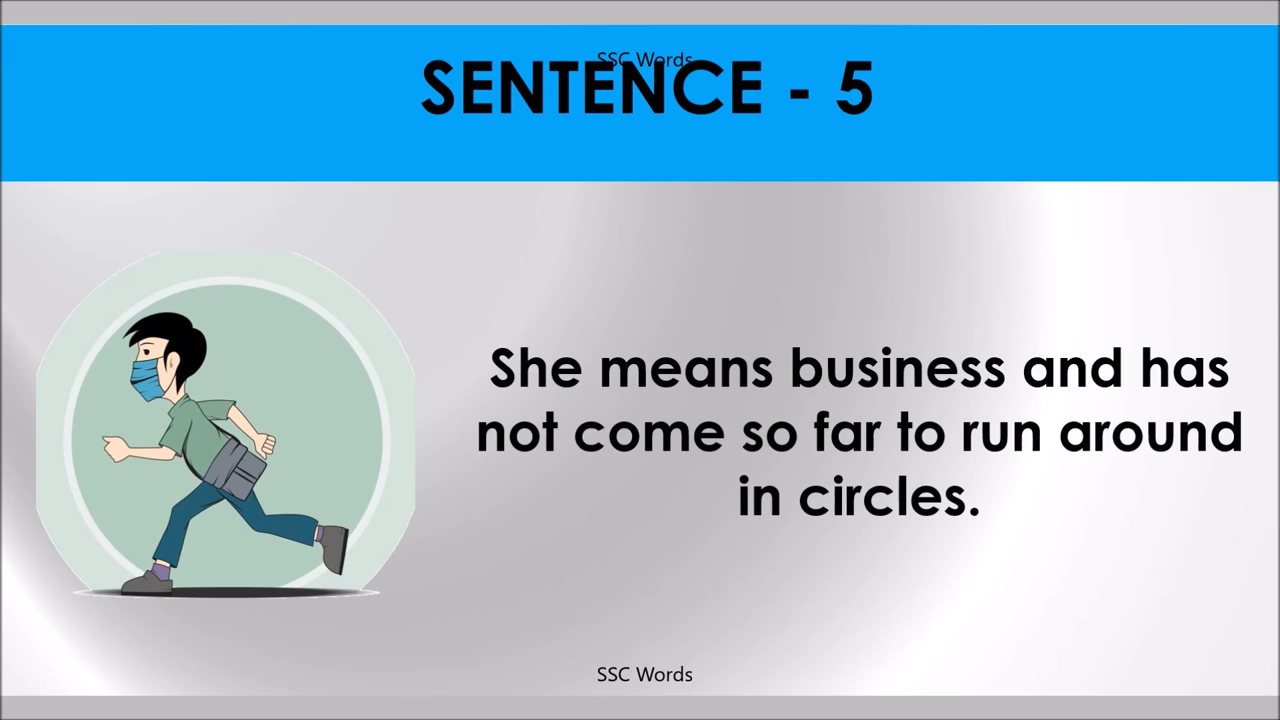 SSC Words
SENTENCE - 5
She means business and has
not come so far to run around
in circles.
SSC Words